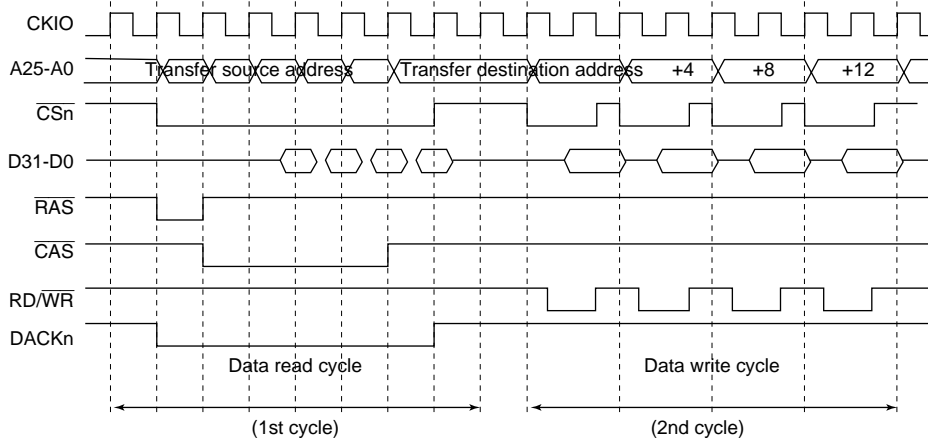 CKIO
A25-A0 Transfer source address Transfer destination address +4 +8 +12
CSn
D31-D0
RAS
CAS
RD/WR
DACKn
Data read cycle Data write cycle
(1st cycle) (2nd cycle)